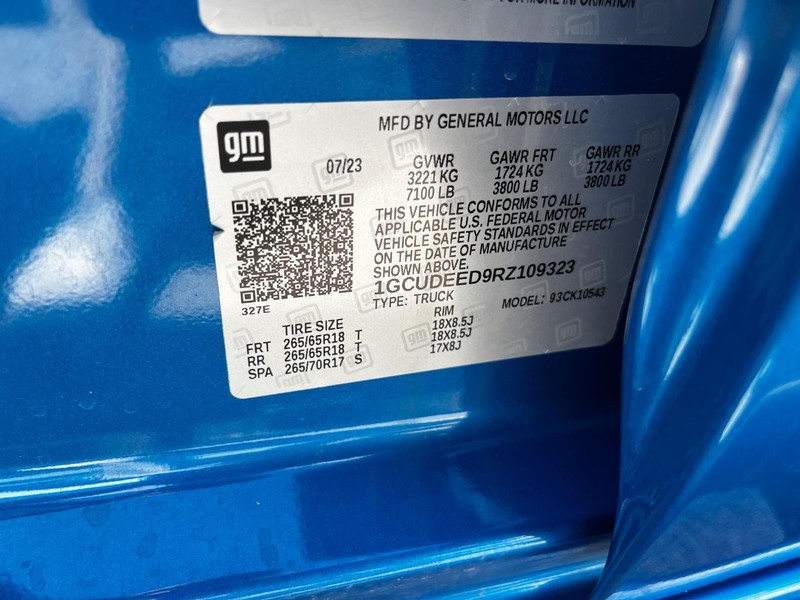 FOR MORE INFORMATION
gm
MFD BY GENERAL MOTORS LLC
07/23
GVWR GAWR FRT GAWR RR
3221 KG 1724 KG 1724 KG
7100 LB 3800 LB 3800 LB
THIS VEHICLE CONFORMS TO ALL
APPLICABLE U.S. FEDERAL MOTOR
VEHICLE SAFETY STANDARDS IN EFFECT
ON THE DATE OF MANUFACTURE
SHOWN ABOVE.
1GCUDEED9RZ109323
TYPE: TRUCK MODEL: 93CK10543
327E
TIRE SIZE RIM
FRT 265/65R18 T 18X8.5J
RR 265/65R18 T 18X8.5J
SPA 265/70R17 S 17X8J